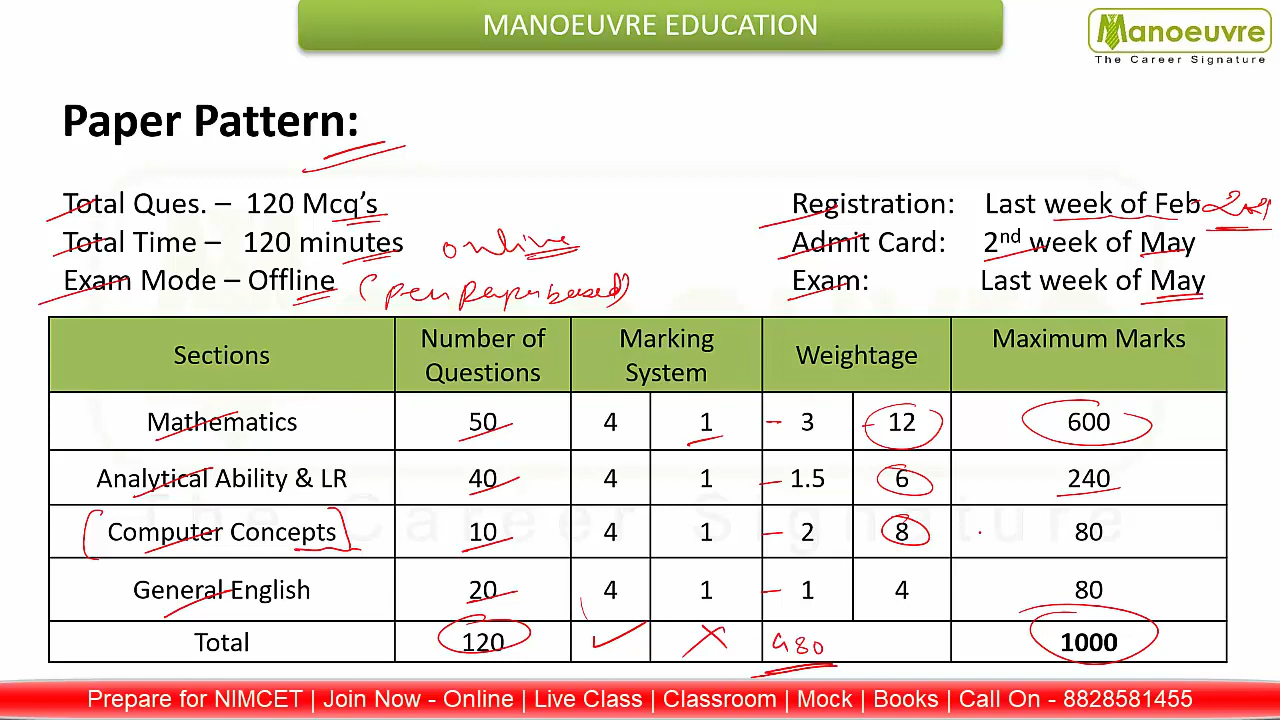 MANOEUVRE EDUCATION
Manoeuvre
The Career Signature
Paper Pattern:
Total Ques. – 120 Mcq's
Registration: Last week of Feb
Total Time – 120 minutes
online
Admit Card: 2nd week of May
Exam Mode – Offline (pen paper based)
Exam: Last week of May
Sections Number of Questions Marking System Weightage Maximum Marks
Mathematics 50 4 1 - 3 - 12 600
Analytical Ability & LR 40 4 1 - 1.5 6 240
Computer Concepts 10 4 1 - 2 8 80
General English 20 4 1 - 1 4 80
Total 120 480 1000
The Career Signature
Prepare for NIMCET | Join Now - Online | Live Class | Classroom | Mock | Books | Call On - 8828581455